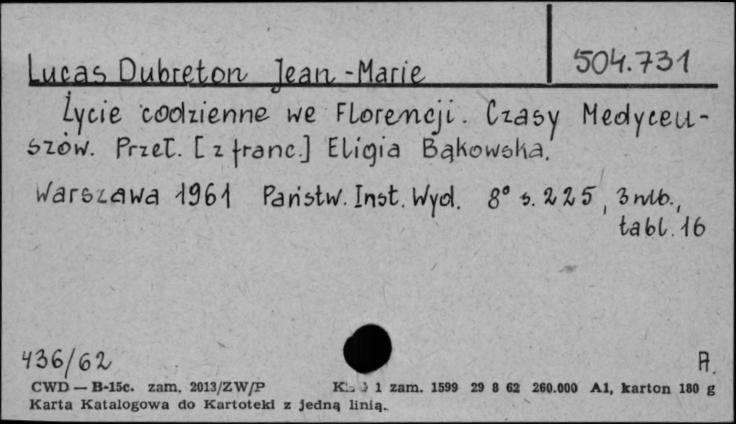 504.731
Lucas Dubreton Jean-Marie
Życie codzienne we Florencji. Czasy Medyceu-
szów. Przeł. [z franc.] Eligia Bąkowska.
Warszawa 1961 Państw. Inst. Wyd. 8° s. 225, 3 nlb.,
tabl. 16
436/62 A.
CWD — B-15c. zam. 2013/ZW/P 1 zam. 1599 29 8 62 260.000 A1, karton 180 g
Karta Katalogowa do Kartoteki z jedną linią.